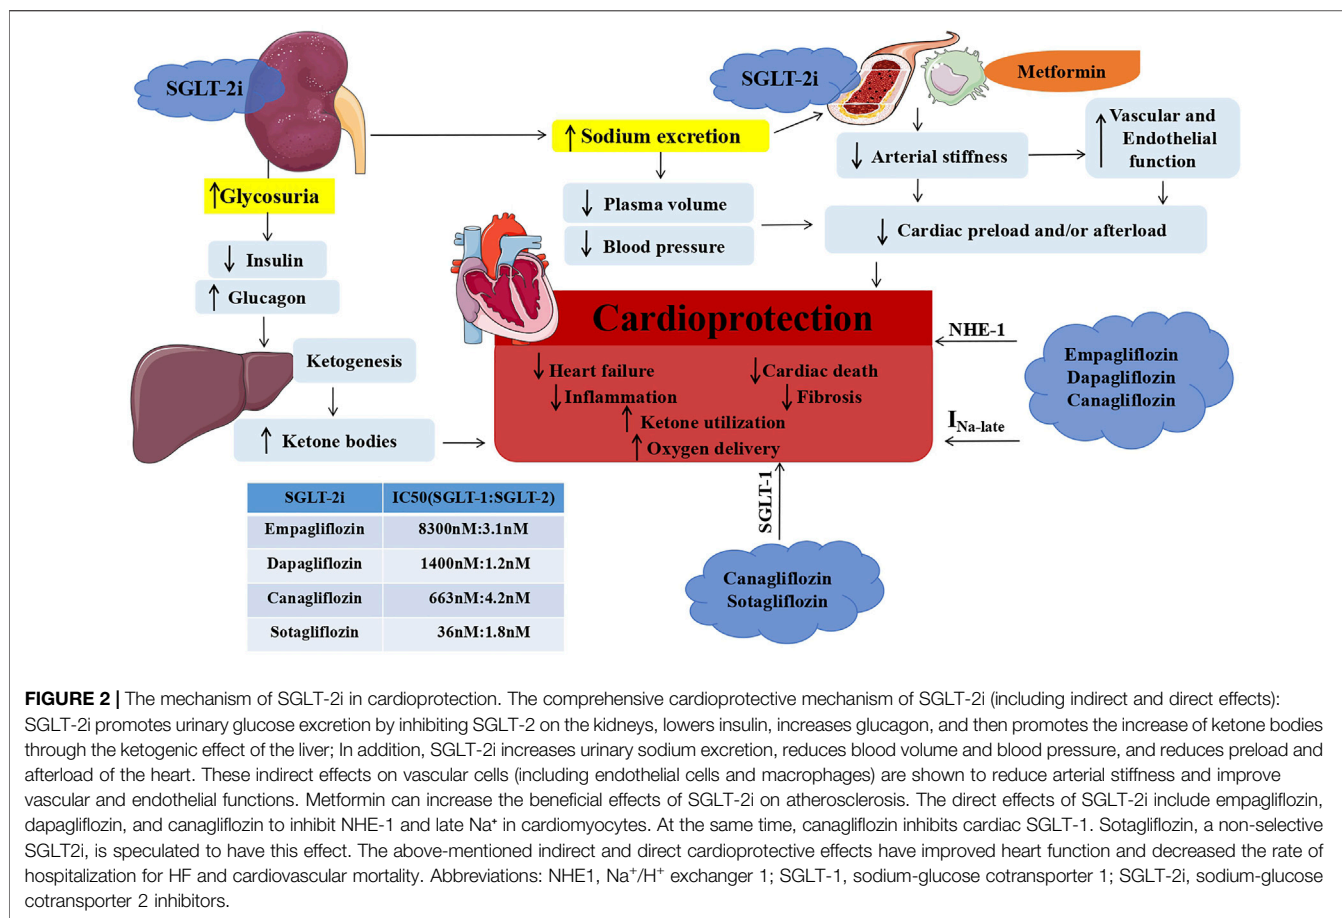 SGLT-2i
SGLT-2i
Metformin
↑ Sodium excretion
↓ Arterial stiffness
↑ Vascular and
Endothelial
function
↑Glycosuria
↓ Plasma volume
↓ Blood pressure
↓ Cardiac preload and/or afterload
↓ Insulin
↑ Glucagon
Cardioprotection
NHE-1
Empagliflozin
Dapagliflozin
Canagliflozin
Ketogenesis
↓ Heart failure
↓ Cardiac death
↓ Inflammation
↓ Fibrosis
↑ Ketone utilization
↑ Oxygen delivery
I Na-late
↑ Ketone bodies
SGLT-1
Canagliflozin
Sotagliflozin
SGLT-2i IC50(SGLT-1:SGLT-2)
Empagliflozin 8300nM:3.1nM
Dapagliflozin 1400nM:1.2nM
Canagliflozin 663nM:4.2nM
Sotagliflozin 36nM:1.8nM
FIGURE 2 | The mechanism of SGLT-2i in cardioprotection. The comprehensive cardioprotective mechanism of SGLT-2i (including indirect and direct effects):
SGLT-2i promotes urinary glucose excretion by inhibiting SGLT-2 on the kidneys, lowers insulin, increases glucagon, and then promotes the increase of ketone bodies
through the ketogenic effect of the liver; In addition, SGLT-2i increases urinary sodium excretion, reduces blood volume and blood pressure, and reduces preload and
afterload of the heart. These indirect effects on vascular cells (including endothelial cells and macrophages) are shown to reduce arterial stiffness and improve
vascular and endothelial functions. Metformin can increase the beneficial effects of SGLT-2i on atherosclerosis. The direct effects of SGLT-2i include empagliflozin,
dapagliflozin, and canagliflozin to inhibit NHE-1 and late Na⁺ in cardiomyocytes. At the same time, canagliflozin inhibits cardiac SGLT-1. Sotagliflozin, a non-selective
SGLT2i, is speculated to have this effect. The above-mentioned indirect and direct cardioprotective effects have improved heart function and decreased the rate of
hospitalization for HF and cardiovascular mortality. Abbreviations: NHE1, Na⁺/H⁺ exchanger 1; SGLT-1, sodium-glucose cotransporter 1; SGLT-2i, sodium-glucose
cotransporter 2 inhibitors.